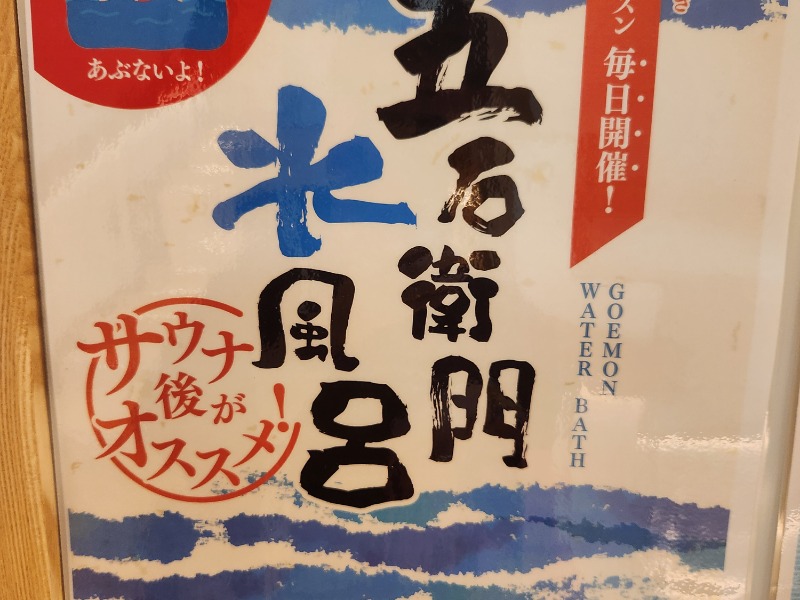 ズン 毎日開催！
五右衛門
水風呂
GOEMON
WATER BATH
あぶないよ！
サウナ
後が
オススメ！